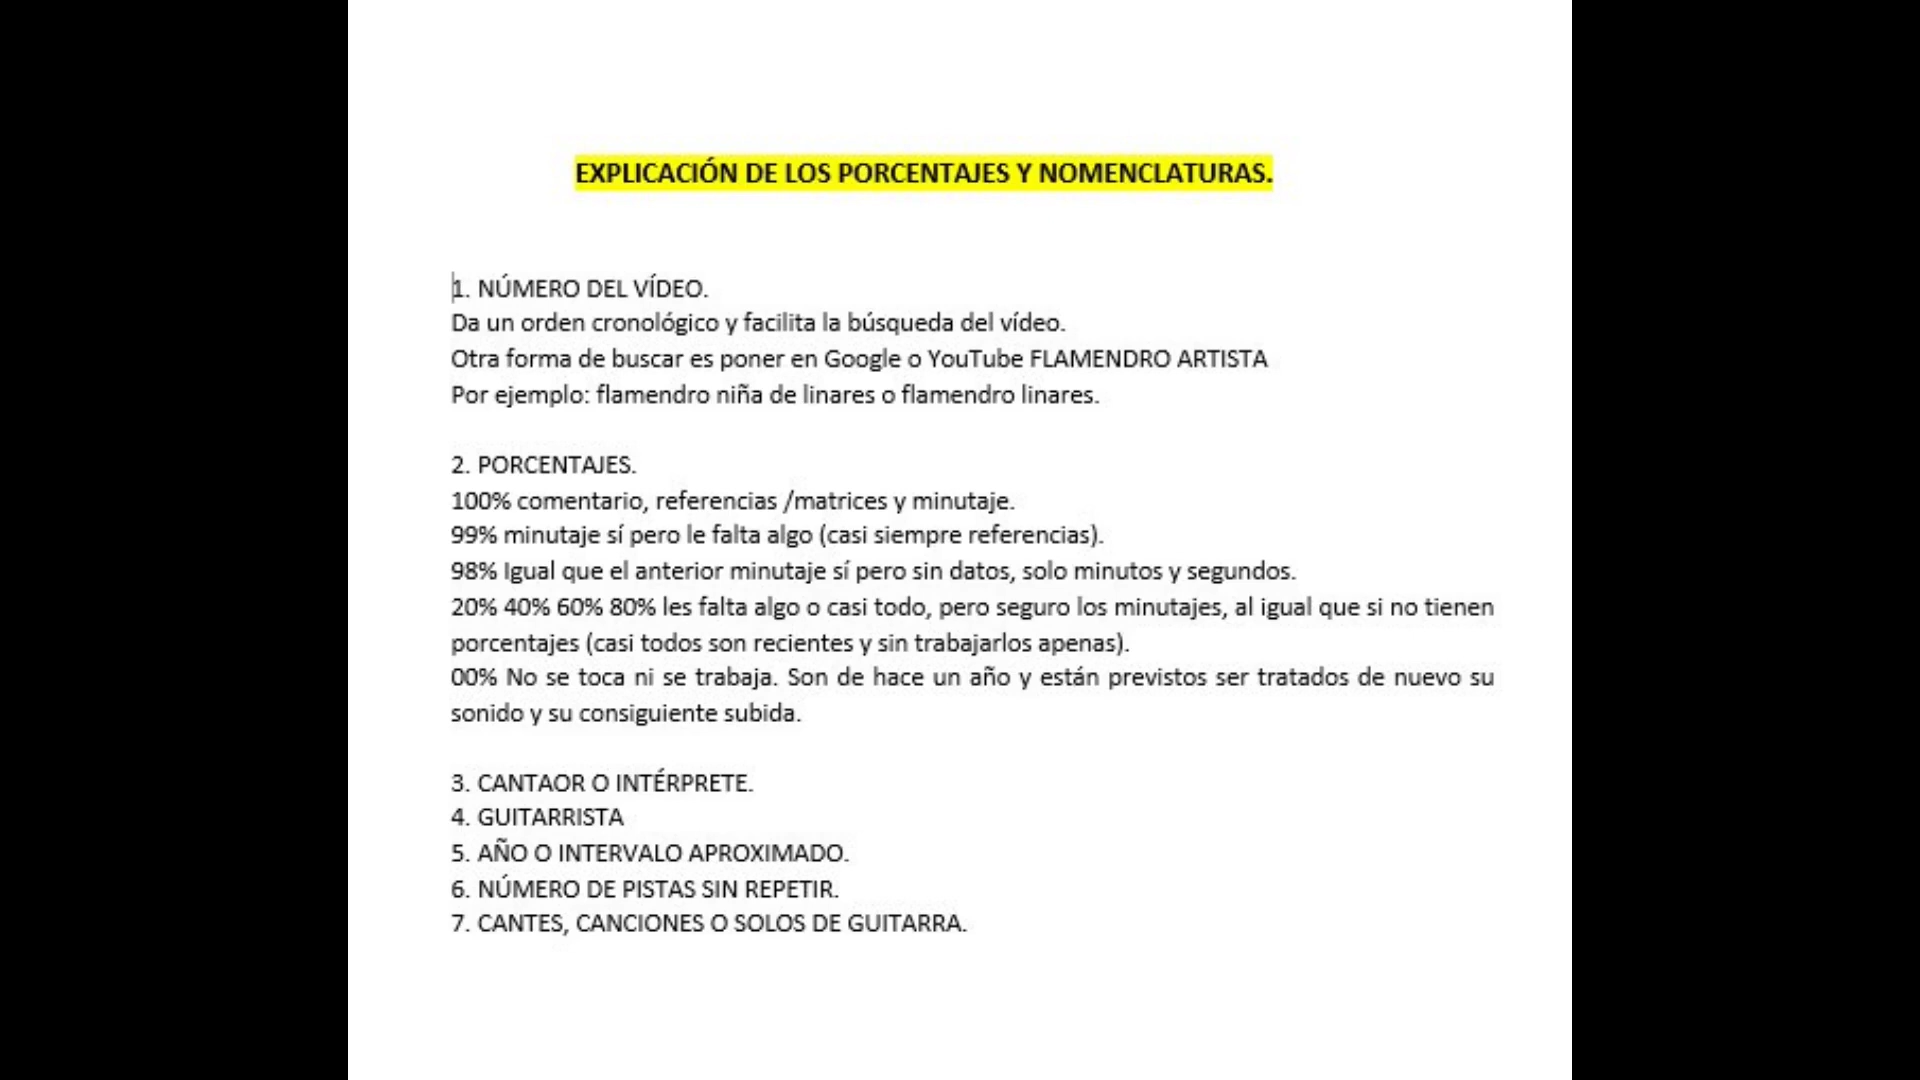 EXPLICACIÓN DE LOS PORCENTAJES Y NOMENCLATURAS.
1. NÚMERO DEL VÍDEO.
Da un orden cronológico y facilita la búsqueda del vídeo.
Otra forma de buscar es poner en Google o YouTube FLAMENDRO ARTISTA
Por ejemplo: flamendro niña de linares o flamendro linares.
2. PORCENTAJES.
100% comentario, referencias /matrices y minutaje.
99% minutaje sí pero le falta algo (casi siempre referencias).
98% Igual que el anterior minutaje sí pero sin datos, solo minutos y segundos.
20% 40% 60% 80% les falta algo o casi todo, pero seguro los minutajes, al igual que si no tienen
porcentajes (casi todos son recientes y sin trabajarlos apenas).
00% No se toca ni se trabaja. Son de hace un año y están previstos ser tratados de nuevo su
sonido y su consiguiente subida.
3. CANTAOR O INTÉRPRETE.
4. GUITARRISTA
5. AÑO O INTERVALO APROXIMADO.
6. NÚMERO DE PISTAS SIN REPETIR.
7. CANTES, CANCIONES O SOLOS DE GUITARRA.